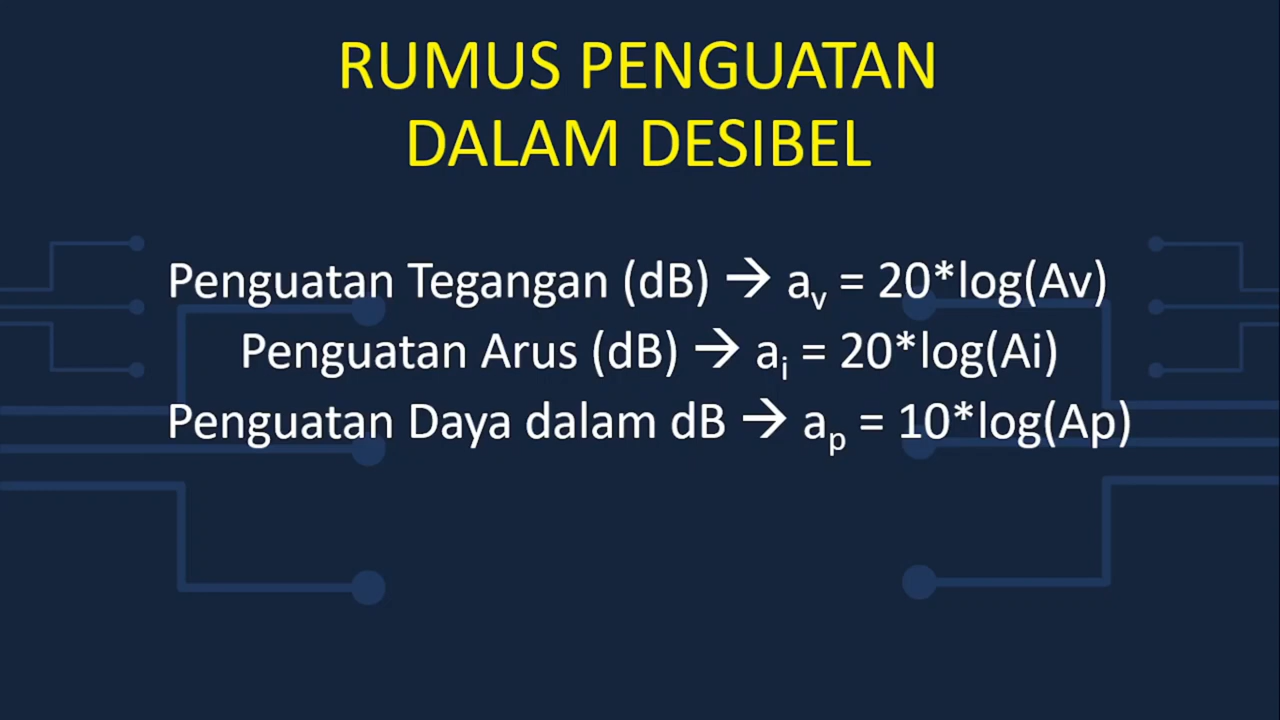 RUMUS PENGUATAN
DALAM DESIBEL
Penguatan Tegangan (dB) → aᵥ = 20*log(Av)
Penguatan Arus (dB) → aᵢ = 20*log(Ai)
Penguatan Daya dalam dB → aₚ = 10*log(Ap)